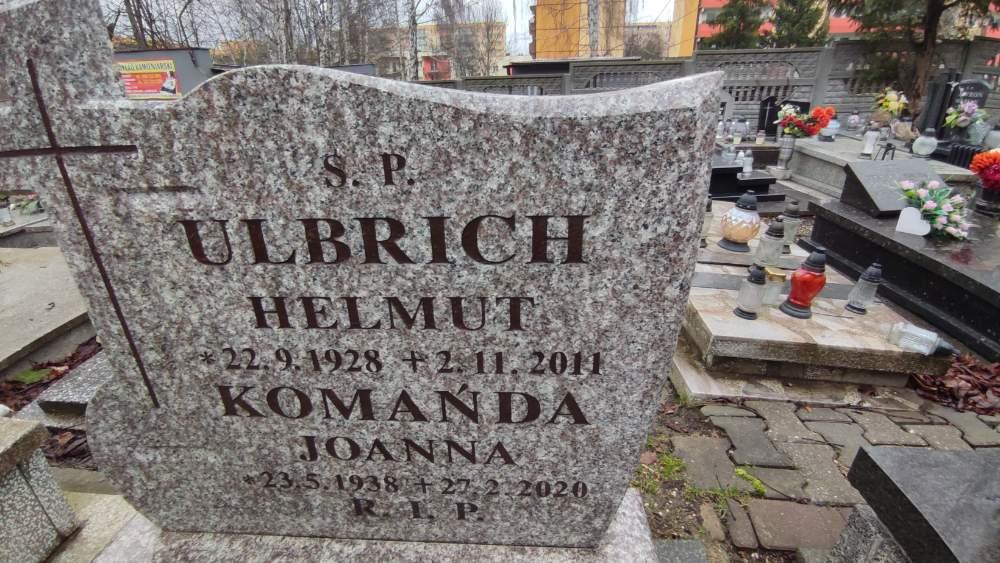 S. P.
ULBRICH
HELMUT
*22.9.1928 +2.11.2011
KOMAŃDA
JOANNA
*23.5.1938 +27.2.2020
R. I. P.